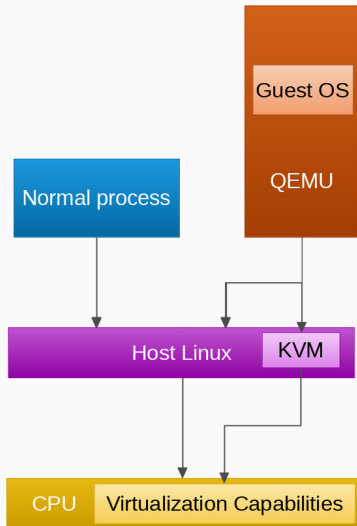 Guest OS
QEMU
Normal process
Host Linux
KVM
CPU
Virtualization Capabilities